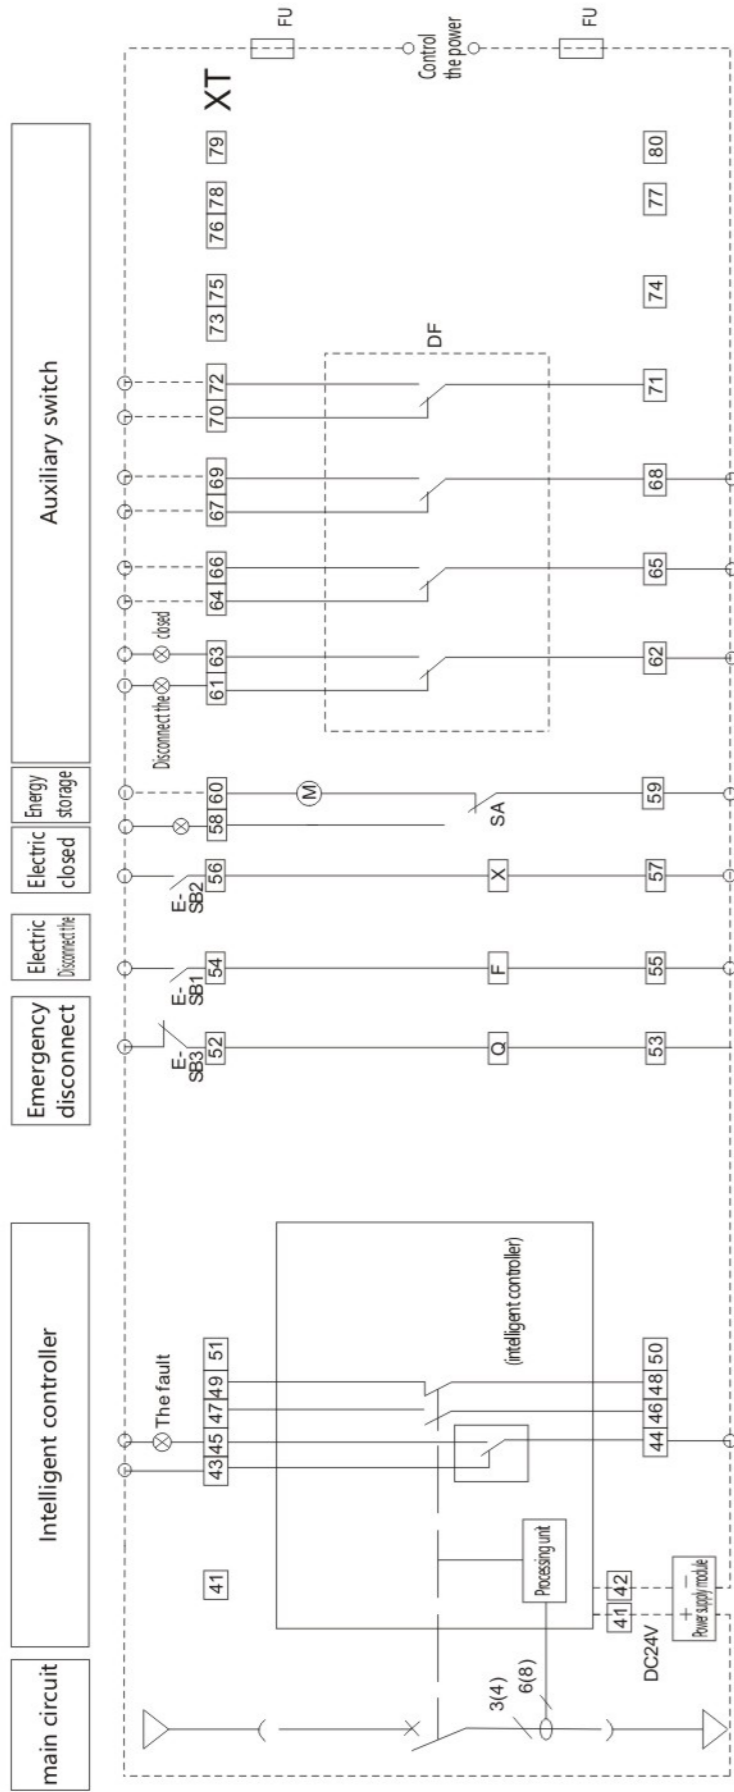 main circuit
Intelligent controller
Emergency
disconnect
Electric
Disconnect the
Electric
closed
Energy
storage
Auxiliary switch
The fault
E-
SB3
E-
SB1
E-
SB2
Disconnect the
closed
XT
FU
41
43 45 47 49 51
52
54
56
58 60
61 63
64 66
67 69
70 72
73 75
76 78
79
M
Control
the power
(intelligent controller)
Q
F
X
SA
DF
3(4)
6(8)
Processing unit
41 42
44 46 48 50
53
55
57
59
62
65
68
71
74
77
80
FU
DC24V
+ −
Power supply module